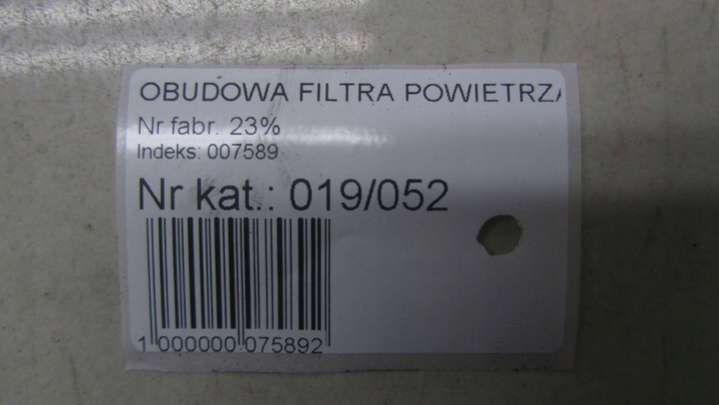 OBUDOWA FILTRA POWIETRZA
Nr fabr. 23%
Indeks: 007589
Nr kat.: 019/052
1 000000 075892